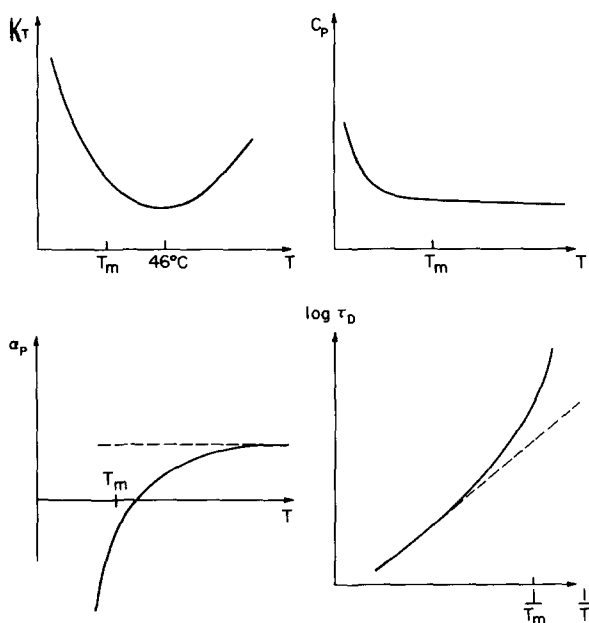 K_T
C_P
T_m
46°C
T
T_m
T
α_P
log τ_D
T_m
T
1/T_m
1/T